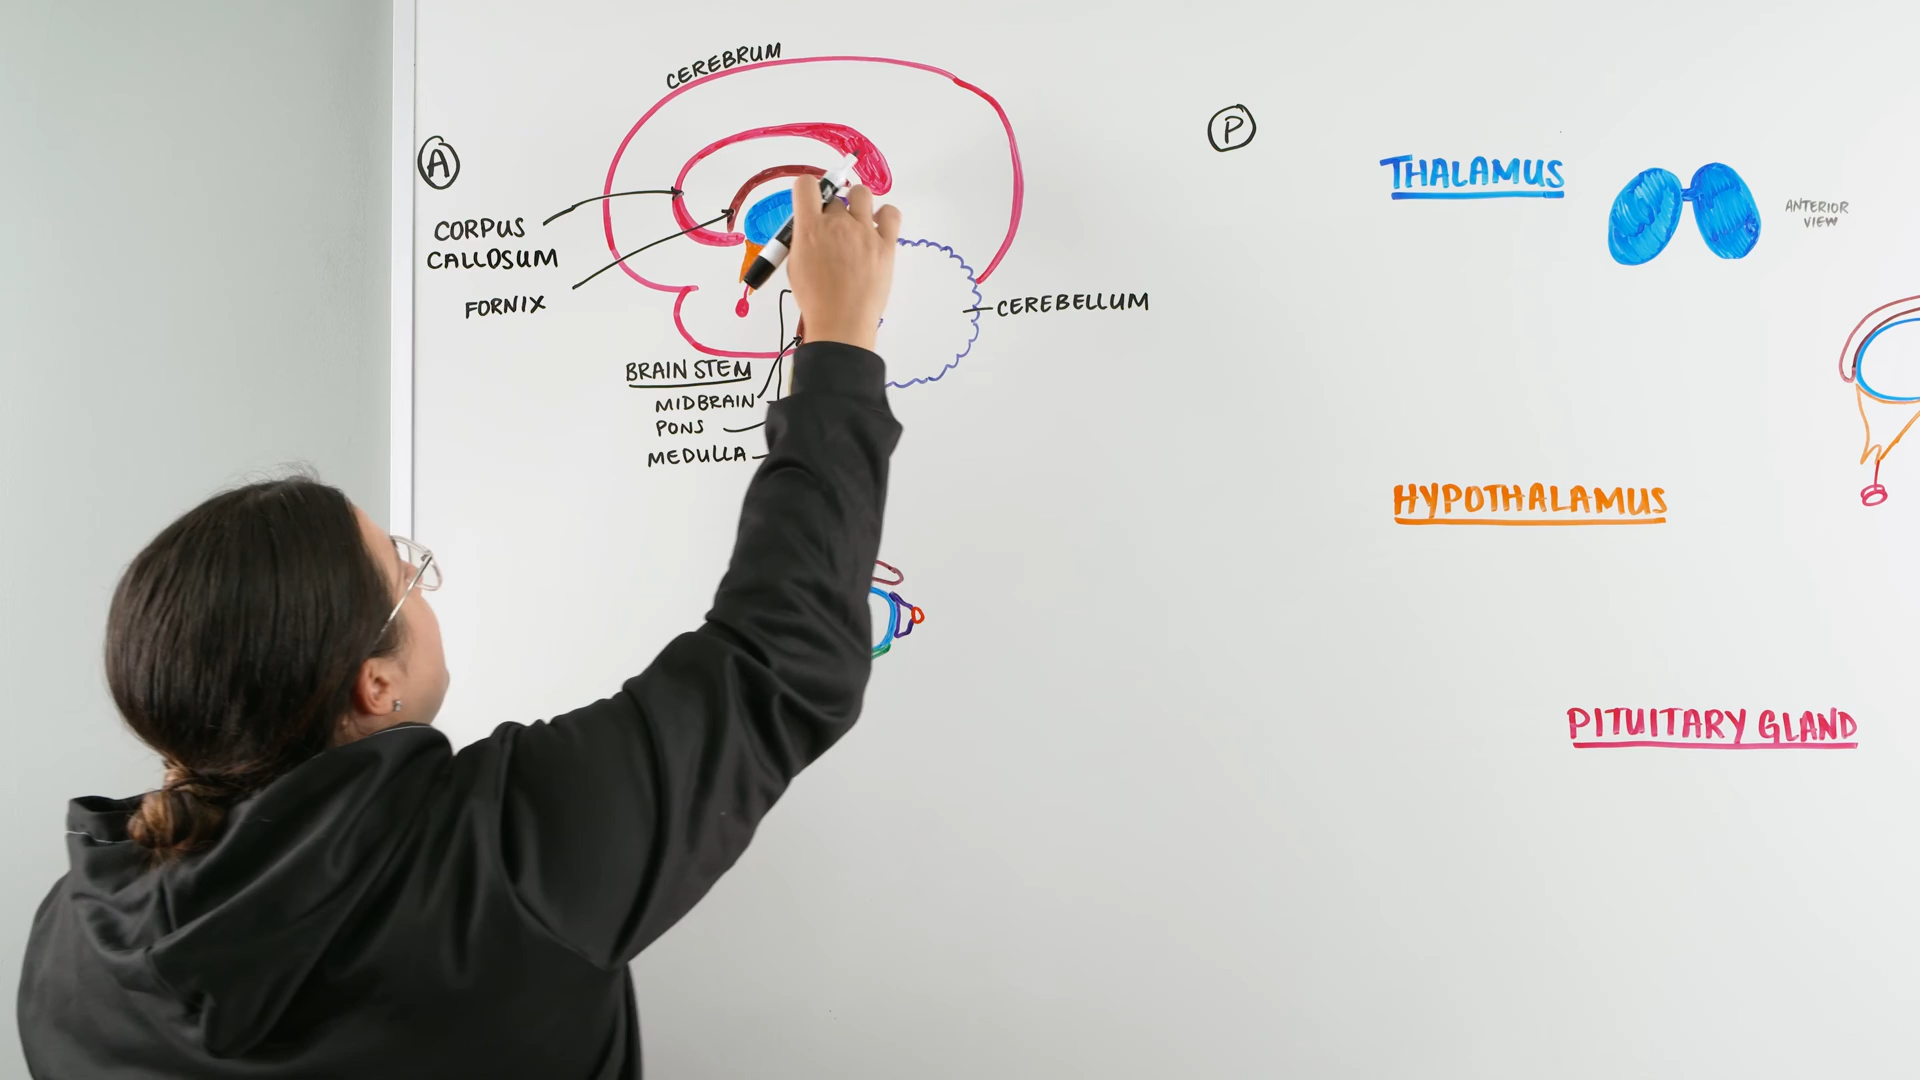 CEREBRUM
A
CORPUS
CALLOSUM
FORNIX
CEREBELLUM
BRAIN STEM
MIDBRAIN
PONS
MEDULLA
P
THALAMUS
ANTERIOR
VIEW
HYPOTHALAMUS
PITUITARY GLAND